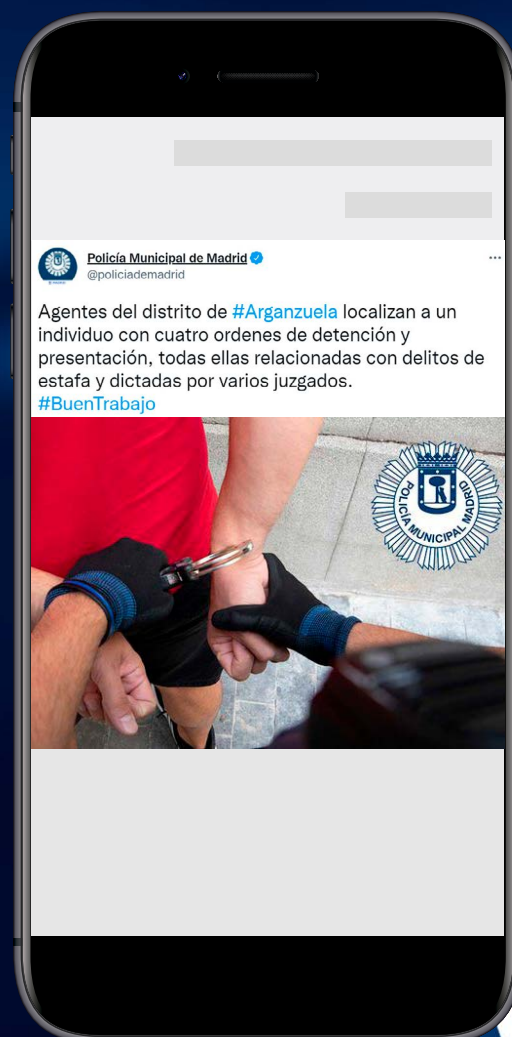 Policía Municipal de Madrid
@policiademadrid
Agentes del distrito de #Arganzuela localizan a un
individuo con cuatro ordenes de detención y
presentación, todas ellas relacionadas con delitos de
estafa y dictadas por varios juzgados.
#BuenTrabajo
POLICÍA MUNICIPAL MADRID